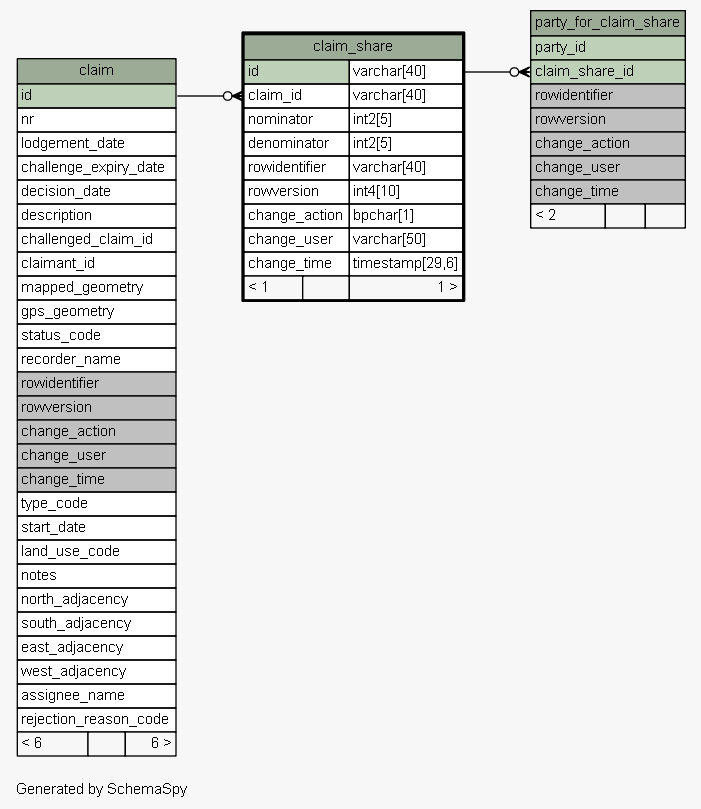 claim
id
nr
lodgement_date
challenge_expiry_date
decision_date
description
challenged_claim_id
claimant_id
mapped_geometry
gps_geometry
status_code
recorder_name
rowidentifier
rowversion
change_action
change_user
change_time
type_code
start_date
land_use_code
notes
north_adjacency
south_adjacency
east_adjacency
west_adjacency
assignee_name
rejection_reason_code
< 6 6 >
claim_share
id varchar[40]
claim_id varchar[40]
nominator int2[5]
denominator int2[5]
rowidentifier varchar[40]
rowversion int4[10]
change_action bpchar[1]
change_user varchar[50]
change_time timestamp[29,6]
< 1 1 >
party_for_claim_share
party_id
claim_share_id
rowidentifier
rowversion
change_action
change_user
change_time
< 2
Generated by SchemaSpy